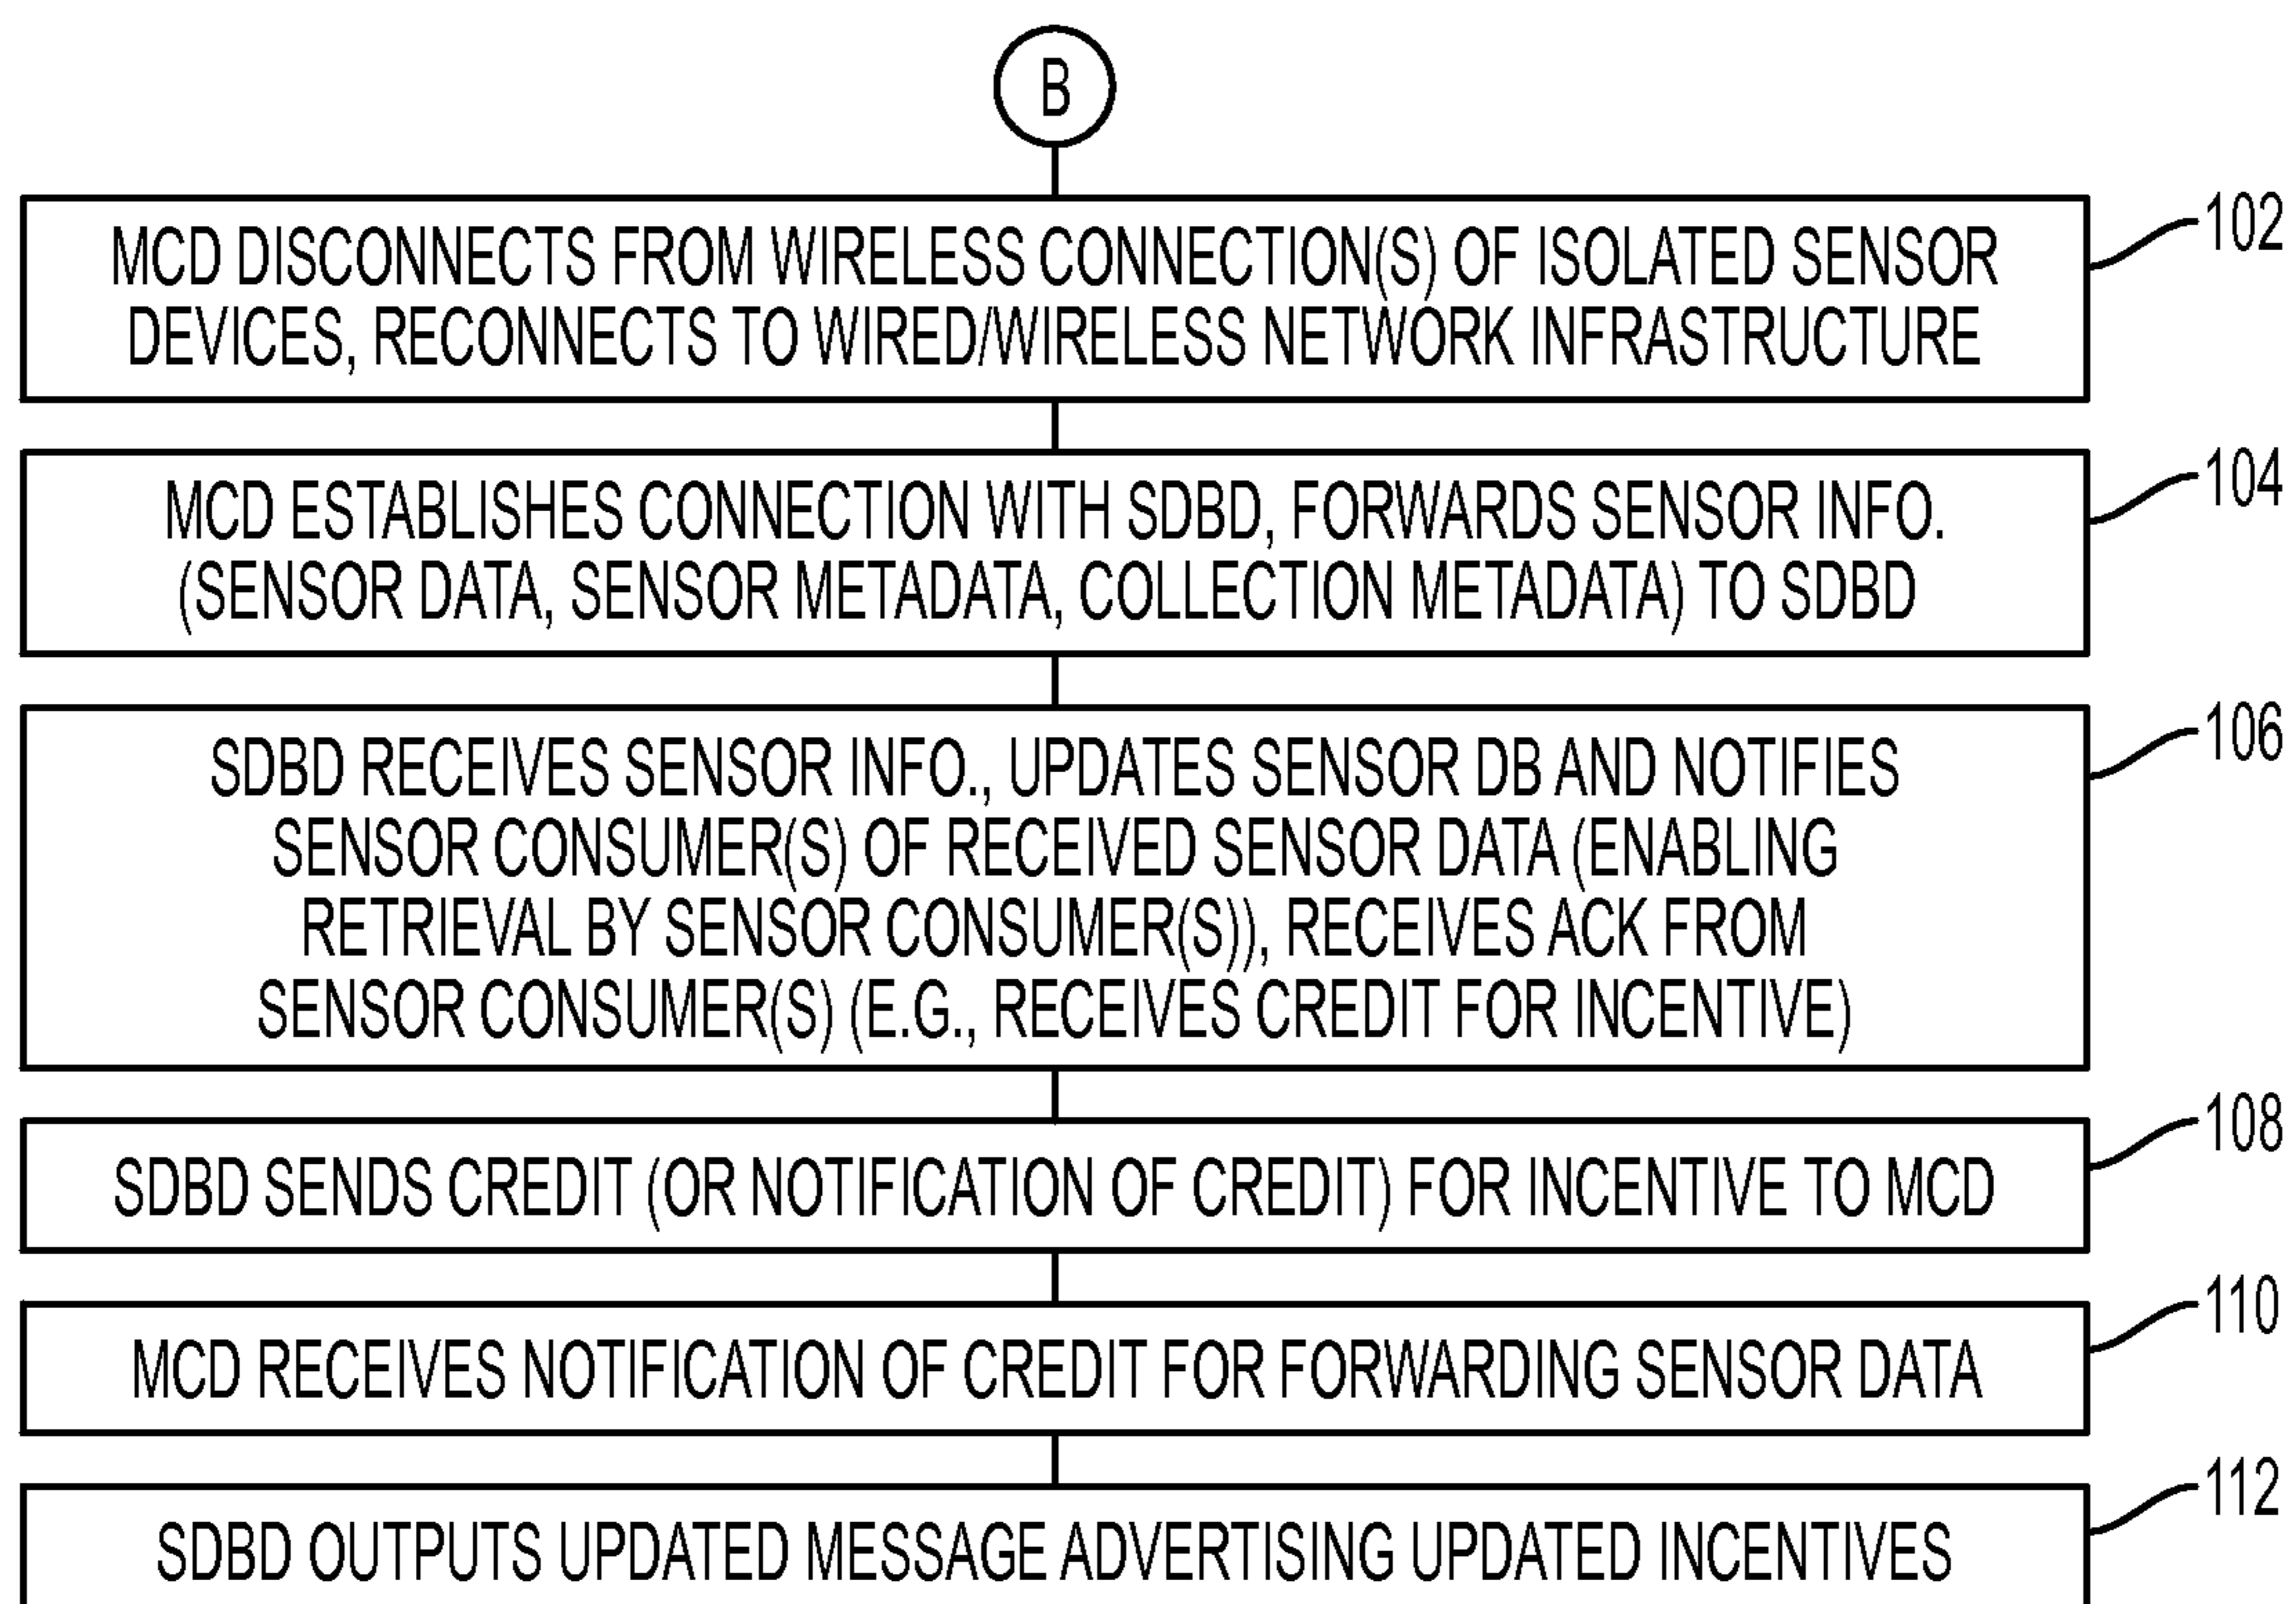 B
MCD DISCONNECTS FROM WIRELESS CONNECTION(S) OF ISOLATED SENSOR
DEVICES, RECONNECTS TO WIRED/WIRELESS NETWORK INFRASTRUCTURE
102
MCD ESTABLISHES CONNECTION WITH SDBD, FORWARDS SENSOR INFO.
(SENSOR DATA, SENSOR METADATA, COLLECTION METADATA) TO SDBD
104
SDBD RECEIVES SENSOR INFO., UPDATES SENSOR DB AND NOTIFIES
SENSOR CONSUMER(S) OF RECEIVED SENSOR DATA (ENABLING
RETRIEVAL BY SENSOR CONSUMER(S)), RECEIVES ACK FROM
SENSOR CONSUMER(S) (E.G., RECEIVES CREDIT FOR INCENTIVE)
106
SDBD SENDS CREDIT (OR NOTIFICATION OF CREDIT) FOR INCENTIVE TO MCD
108
MCD RECEIVES NOTIFICATION OF CREDIT FOR FORWARDING SENSOR DATA
110
SDBD OUTPUTS UPDATED MESSAGE ADVERTISING UPDATED INCENTIVES
112